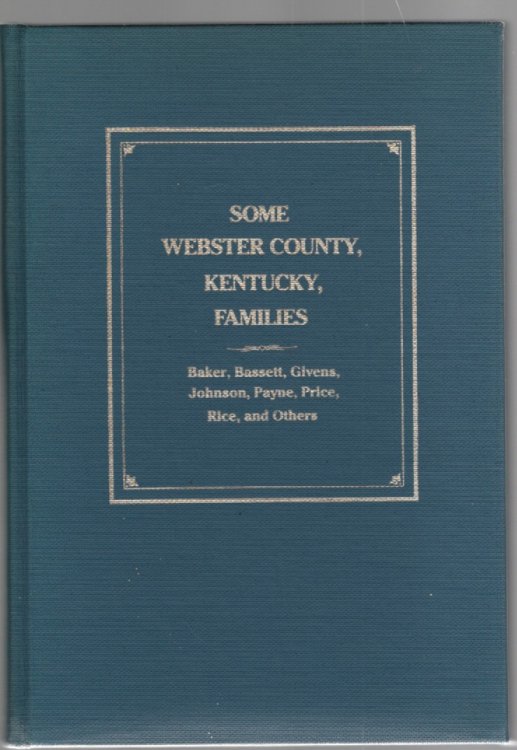 SOME
WEBSTER COUNTY,
KENTUCKY,
FAMILIES
Baker, Bassett, Givens,
Johnson, Payne, Price,
Rice, and Others